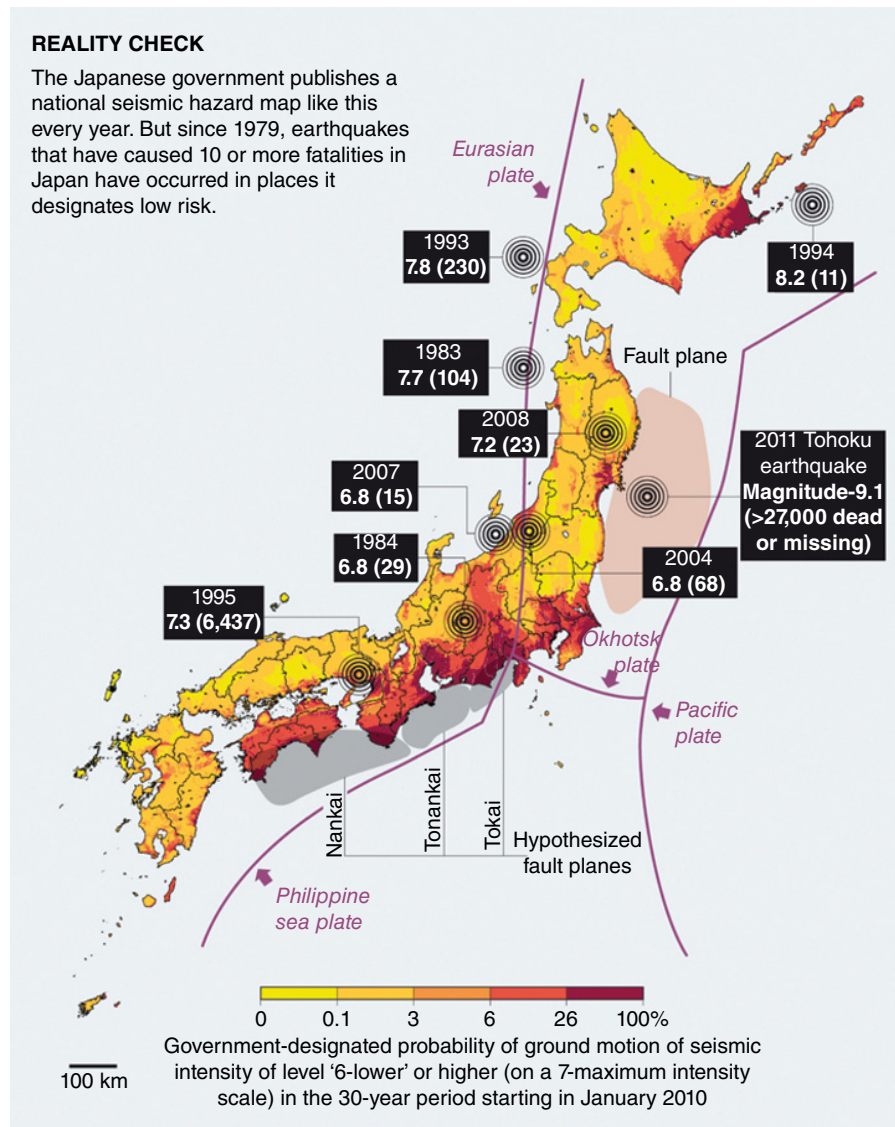 REALITY CHECK
The Japanese government publishes a
national seismic hazard map like this
every year. But since 1979, earthquakes
that have caused 10 or more fatalities in
Japan have occurred in places it
designates low risk.
Eurasian
plate
1993
7.8 (230)
1994
8.2 (11)
1983
7.7 (104)
Fault plane
2008
7.2 (23)
2011 Tohoku
earthquake
Magnitude-9.1
(>27,000 dead
or missing)
2007
6.8 (15)
1984
6.8 (29)
2004
6.8 (68)
1995
7.3 (6,437)
Okhotsk
plate
Pacific
plate
Nankai
Tonankai
Tokai
Hypothesized
fault planes
Philippine
sea plate
0 0.1 3 6 26 100%
Government-designated probability of ground motion of seismic
intensity of level ‘6-lower’ or higher (on a 7-maximum intensity
scale) in the 30-year period starting in January 2010
100 km